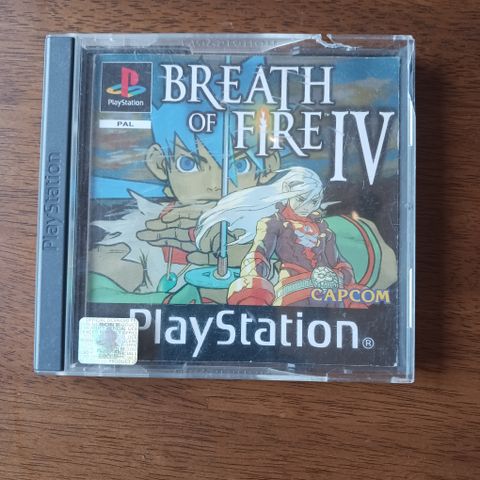 PlayStation
PlayStation
PAL
BREATH
OF FIRE IV
CAPCOM
PlayStation®